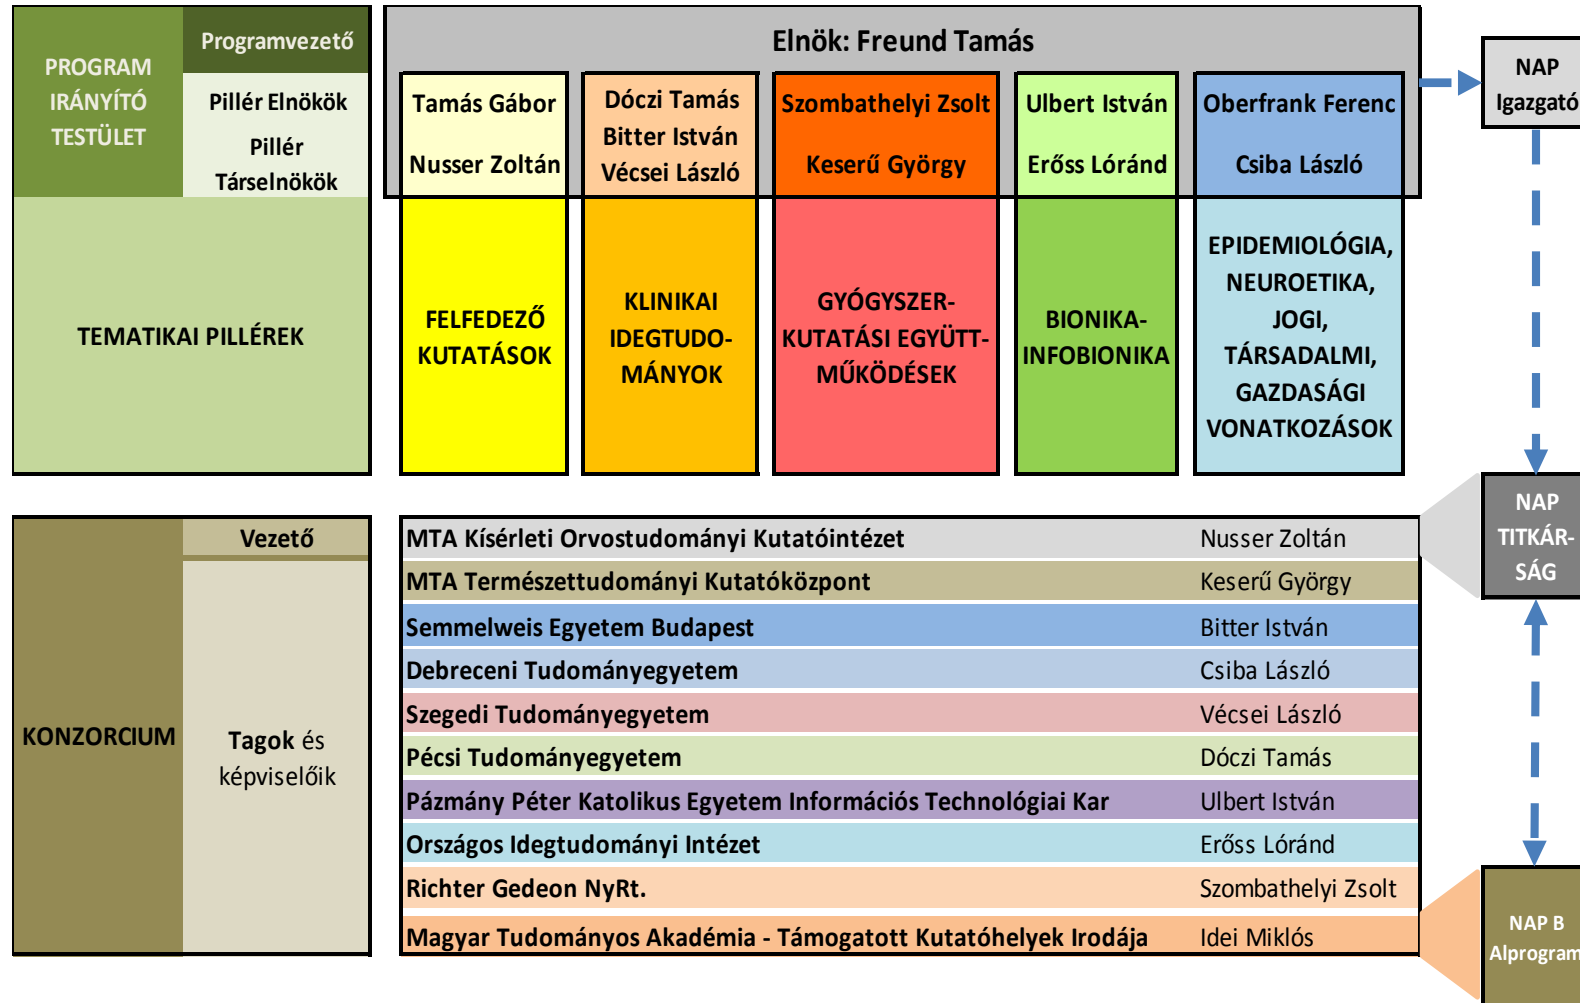 PROGRAM
IRÁNYÍTÓ
TESTÜLET
Programvezető
Pillér Elnökök
Pillér
Társelnökök
Elnök: Freund Tamás
Tamás Gábor
Nusser Zoltán
Dóczi Tamás
Bitter István
Vécsei László
Szombathelyi Zsolt
Keserű György
Ulbert István
Erőss Lóránd
Oberfrank Ferenc
Csiba László
NAP
Igazgató
TEMATIKAI PILLÉREK
FELFEDEZŐ
KUTATÁSOK
KLINIKAI
IDEGTUDO-
MÁNYOK
GYÓGYSZER-
KUTATÁSI EGYÜTT-
MŰKÖDÉSEK
BIONIKA-
INFOBIONIKA
EPIDEMIOLÓGIA,
NEUROETIKA,
JOGI,
TÁRSADALMI,
GAZDASÁGI
VONATKOZÁSOK
NAP
TITKÁR-
SÁG
KONZORCIUM
Vezető
Tagok és
képviselőik
MTA Kísérleti Orvostudományi Kutatóintézet Nusser Zoltán
MTA Természettudományi Kutatóközpont Keserű György
Semmelweis Egyetem Budapest Bitter István
Debreceni Tudományegyetem Csiba László
Szegedi Tudományegyetem Vécsei László
Pécsi Tudományegyetem Dóczi Tamás
Pázmány Péter Katolikus Egyetem Információs Technológiai Kar Ulbert István
Országos Idegtudományi Intézet Erőss Lóránd
Richter Gedeon NyRt. Szombathelyi Zsolt
Magyar Tudományos Akadémia - Támogatott Kutatóhelyek Irodája Idei Miklós
NAP B
Alprogram